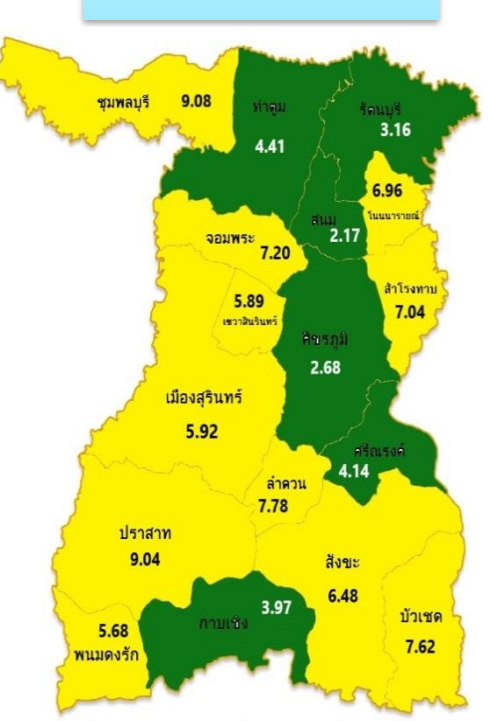 ชุมพลบุรี 9.08
ท่าตูม
4.41
รัตนบุรี
3.16
6.96
โนนนารายณ์
สนม
2.17
จอมพระ
7.20
สำโรงทาบ
7.04
5.89
เขวาสินรินทร์
ศีขรภูมิ
2.68
เมืองสุรินทร์
5.92
ศรีณรงค์
4.14
ลำดวน
7.78
ปราสาท
9.04
สังขะ
6.48
กาบเชิง 3.97
บัวเชด
7.62
5.68
พนมดงรัก